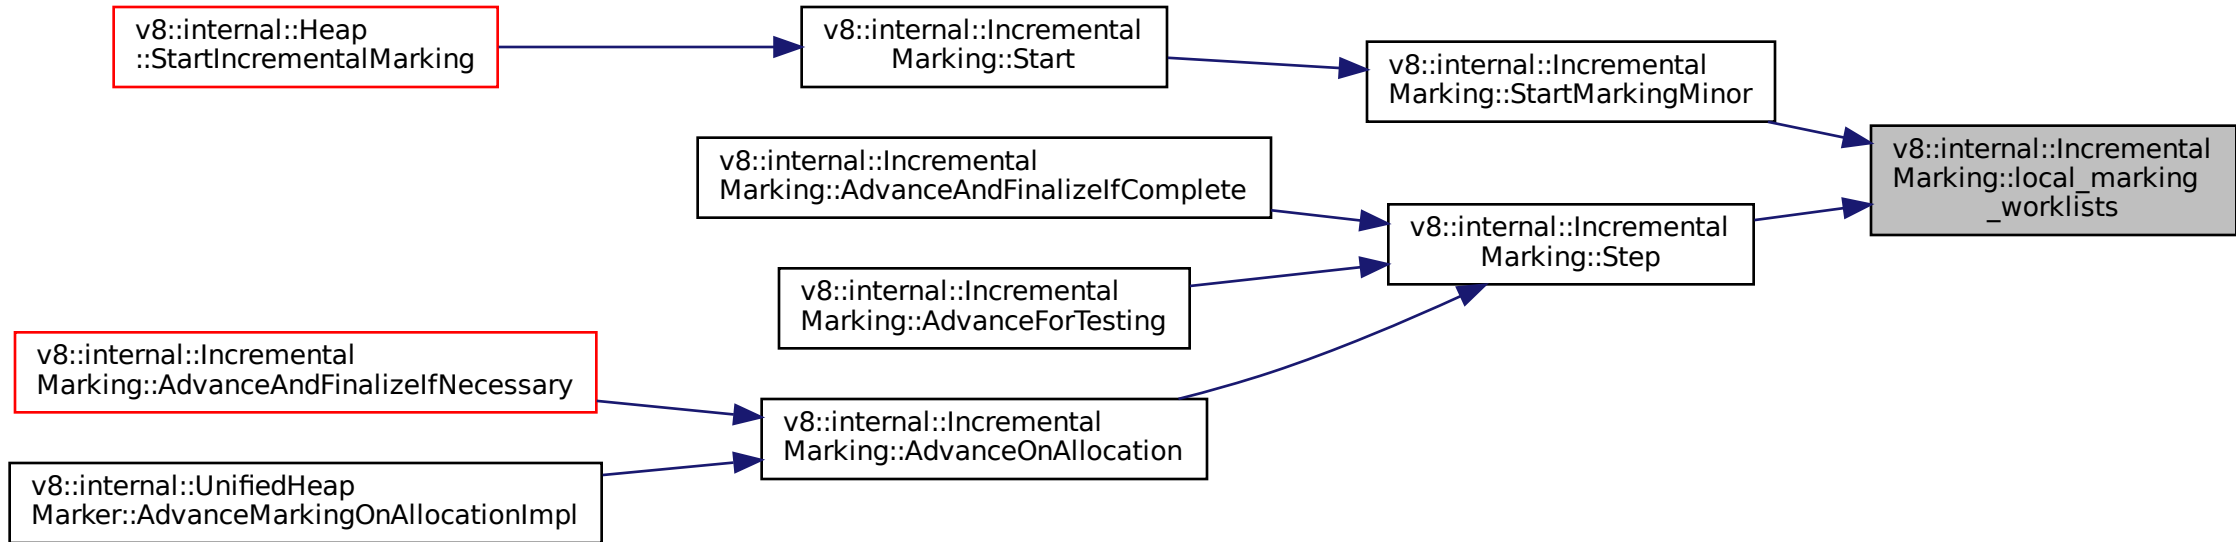 v8::internal::Heap
::StartIncrementalMarking
v8::internal::Incremental
Marking::Start
v8::internal::Incremental
Marking::StartMarkingMinor
v8::internal::Incremental
Marking::local_marking
_worklists
v8::internal::Incremental
Marking::AdvanceAndFinalizeIfComplete
v8::internal::Incremental
Marking::Step
v8::internal::Incremental
Marking::AdvanceForTesting
v8::internal::Incremental
Marking::AdvanceAndFinalizeIfNecessary
v8::internal::Incremental
Marking::AdvanceOnAllocation
v8::internal::UnifiedHeap
Marker::AdvanceMarkingOnAllocationImpl